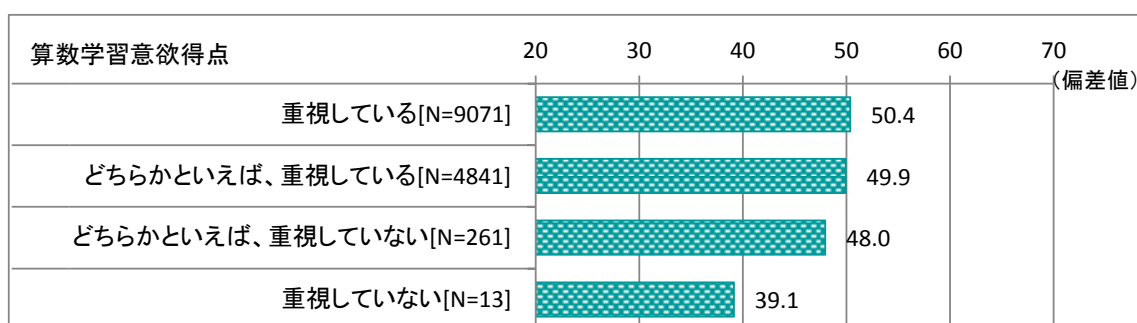 算数学習意欲得点
20 30 40 50 60 70
(偏差値)
重視している[N=9071] 50.4
どちらかといえば、重視している[N=4841] 49.9
どちらかといえば、重視していない[N=261] 48.0
重視していない[N=13] 39.1